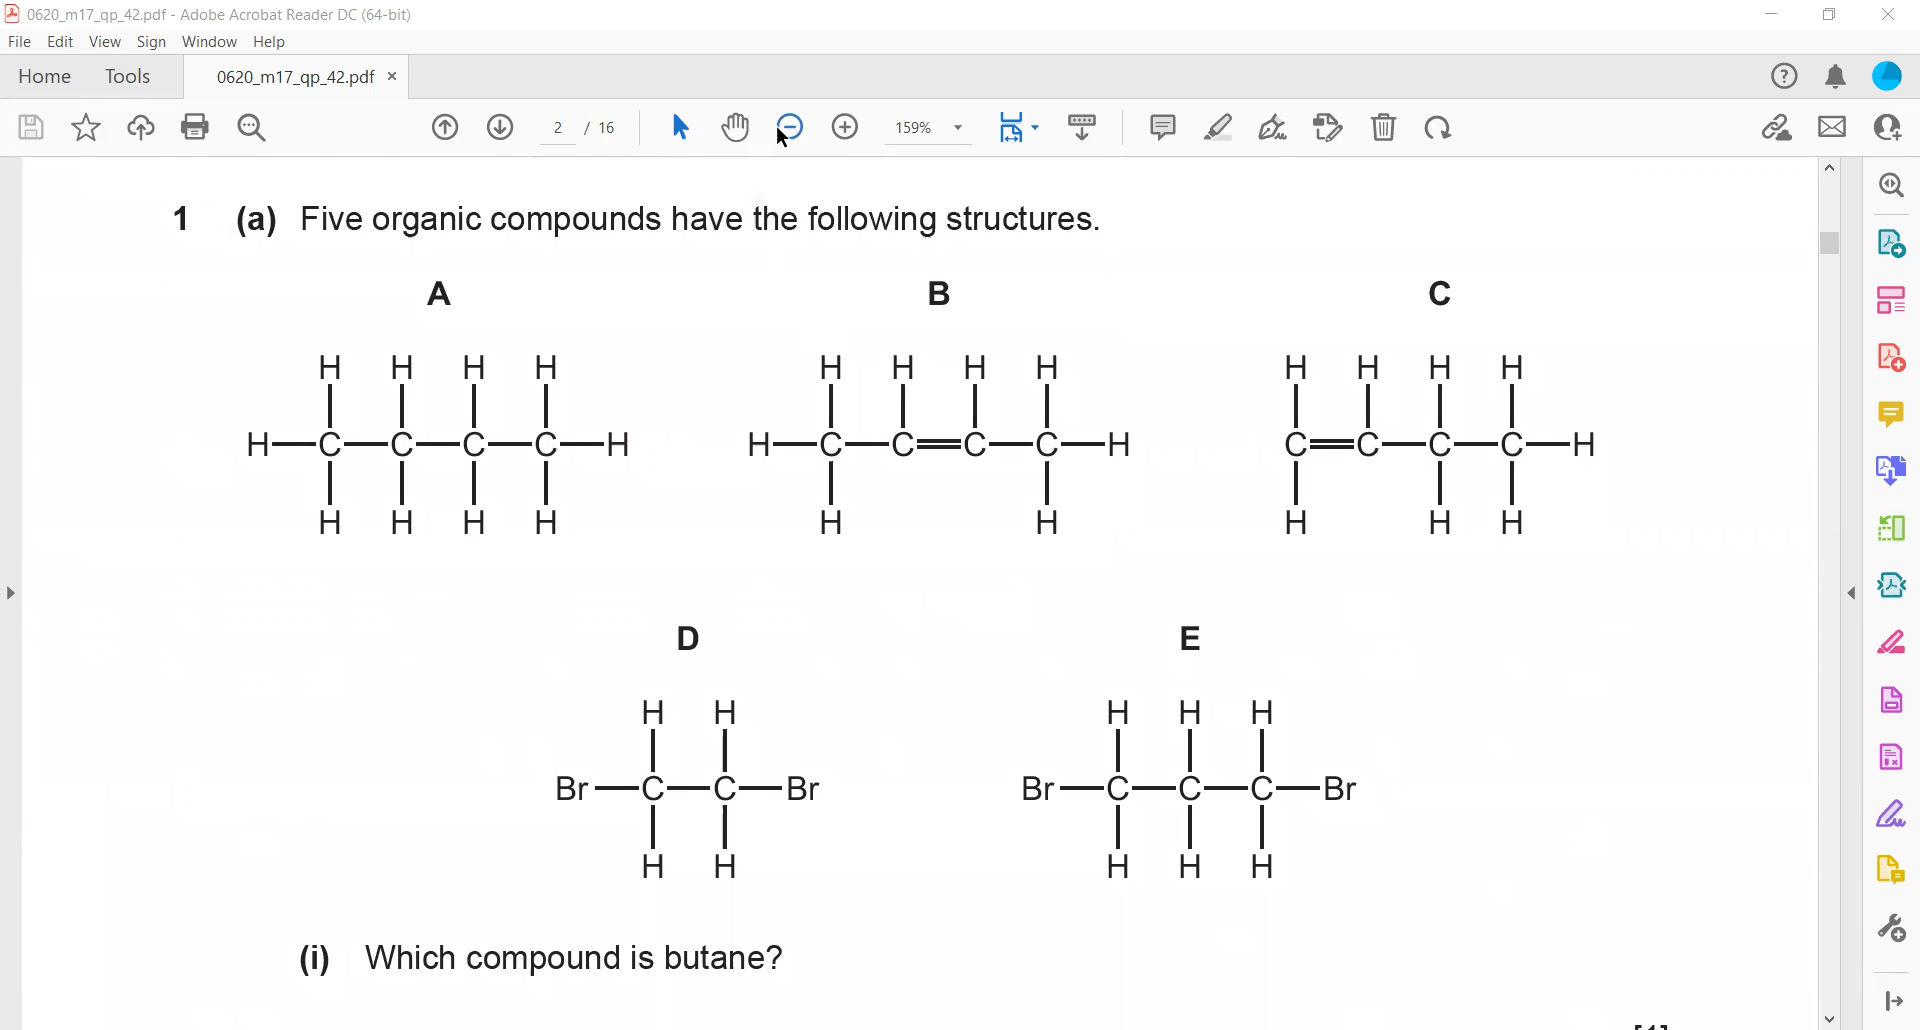 0620_m17_qp_42.pdf - Adobe Acrobat Reader DC (64-bit)
File Edit View Sign Window Help
Home Tools 0620_m17_qp_42.pdf ×
2 / 16 159%
1 (a) Five organic compounds have the following structures.
A B C
H H H H H H H H H H H H
H C C C C H H C C C C H C C C C H
H H H H H H H H H
D E
H H H H H
Br C C Br Br C C C Br
H H H H H
(i) Which compound is butane?